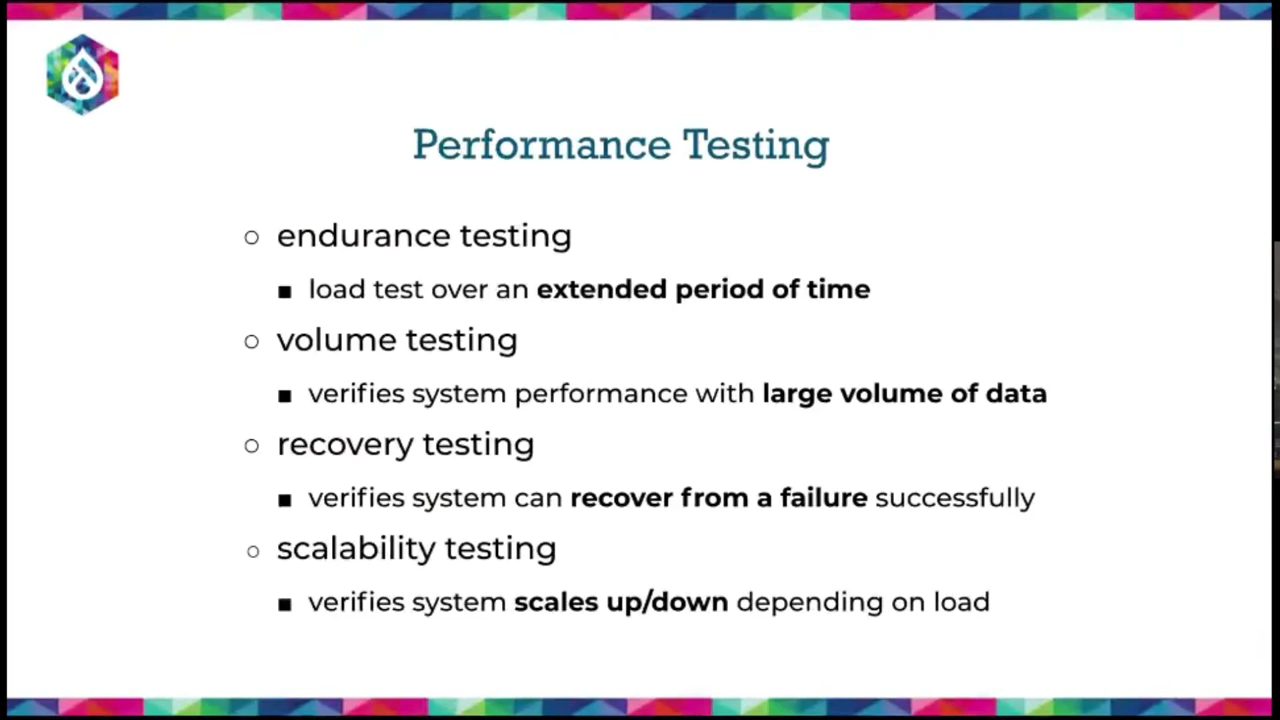 Performance Testing
endurance testing
load test over an extended period of time
volume testing
verifies system performance with large volume of data
recovery testing
verifies system can recover from a failure successfully
scalability testing
verifies system scales up/down depending on load